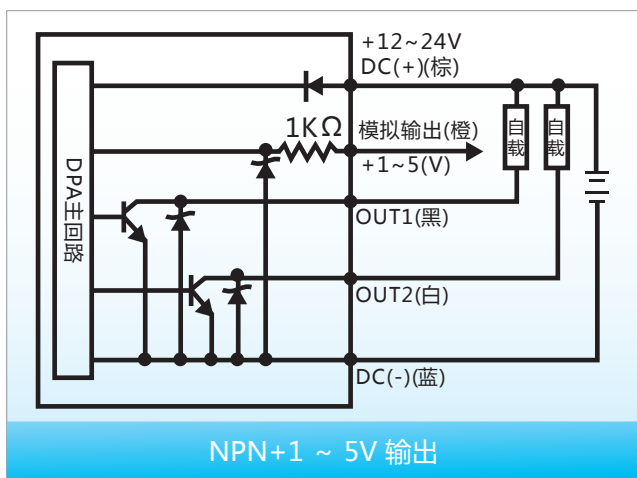 +12~24V
DC(+)(棕)
1KΩ
模拟输出(橙)
+1~5(V)
自载
自载
DPA主回路
OUT1(黑)
OUT2(白)
DC(-)(蓝)
NPN+1 ~ 5V 输出